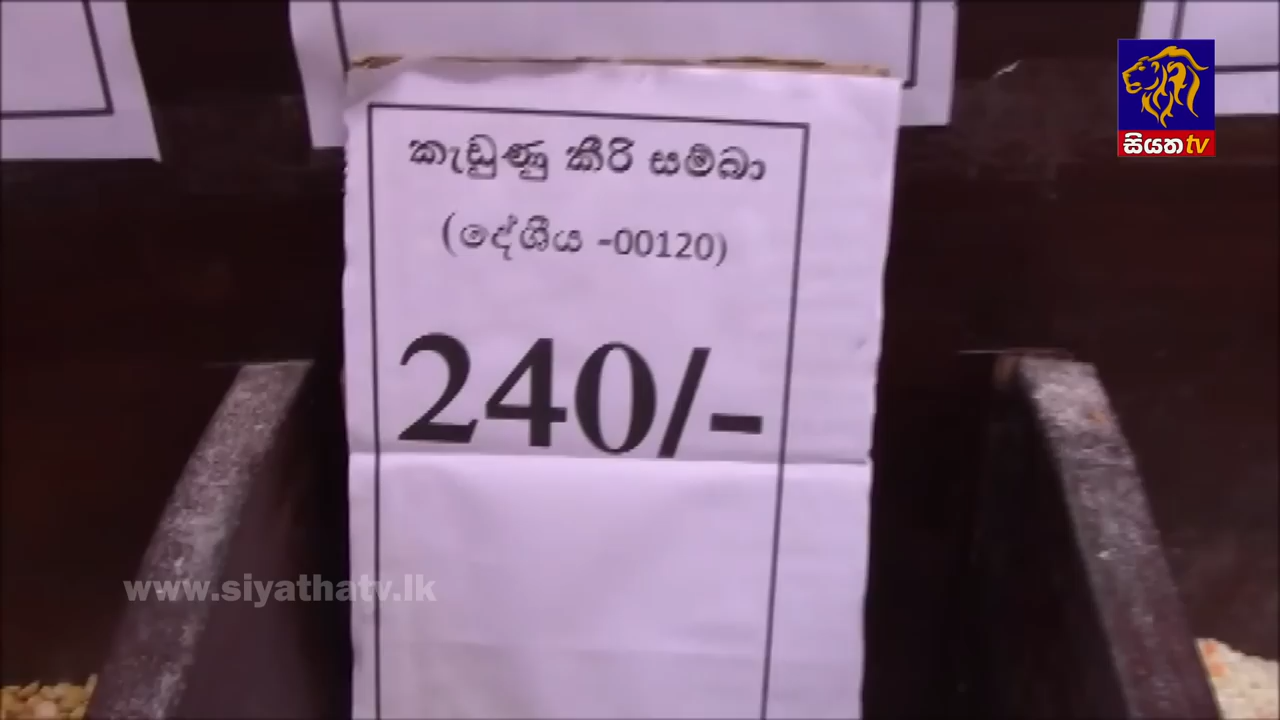 සියත tv
කැඩුණු කීරි සම්බා
(දේශීය -00120)
240/-
www.siyathatv.lk